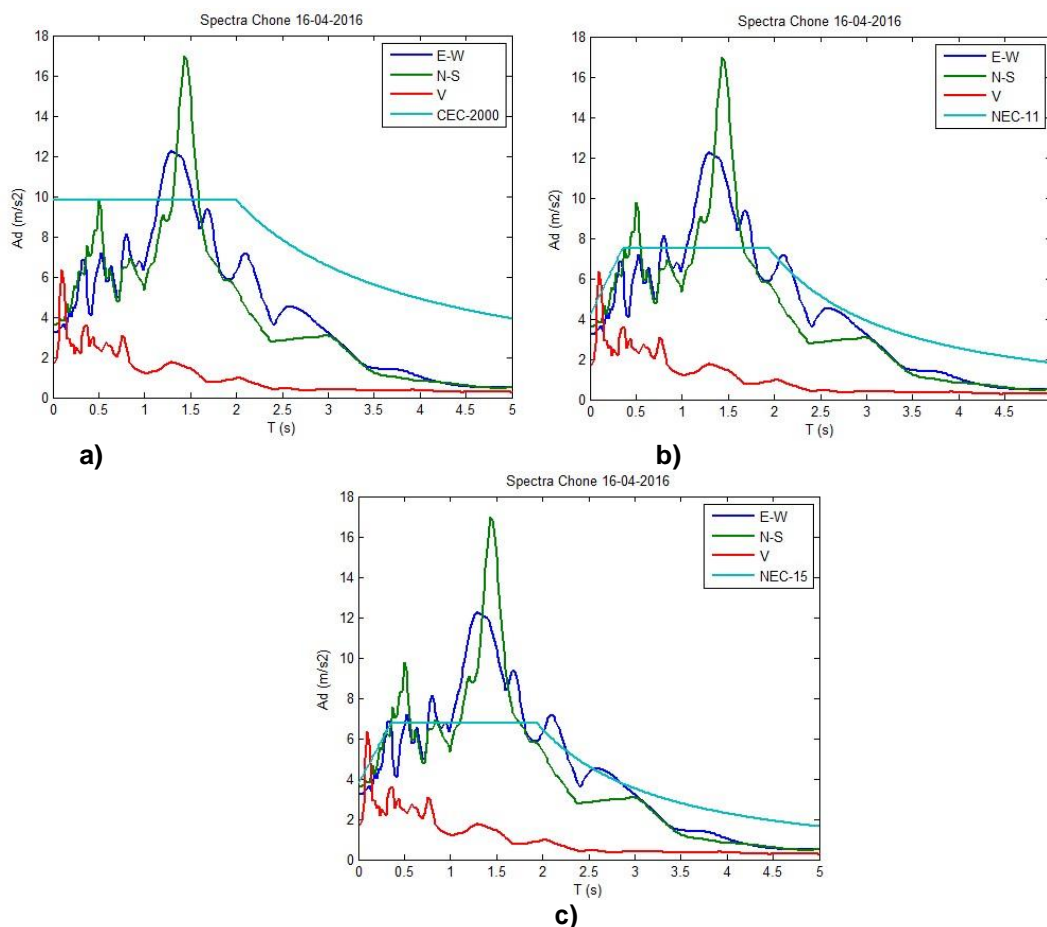 Spectra Chone 16-04-2016
18
16
14
12
10
8
6
4
2
0
Ad (m/s2)
E-W
N-S
V
CEC-2000
0 0.5 1 1.5 2 2.5 3 3.5 4 4.5 5
T (s)
a)
Spectra Chone 16-04-2016
18
16
14
12
10
8
6
4
2
0
Ad (m/s2)
E-W
N-S
V
NEC-11
0 0.5 1 1.5 2 2.5 3 3.5 4 4.5
T (s)
b)
Spectra Chone 16-04-2016
18
16
14
12
10
8
6
4
2
0
Ad (m/s2)
E-W
N-S
V
NEC-15
0 0.5 1 1.5 2 2.5 3 3.5 4 4.5 5
T (s)
c)